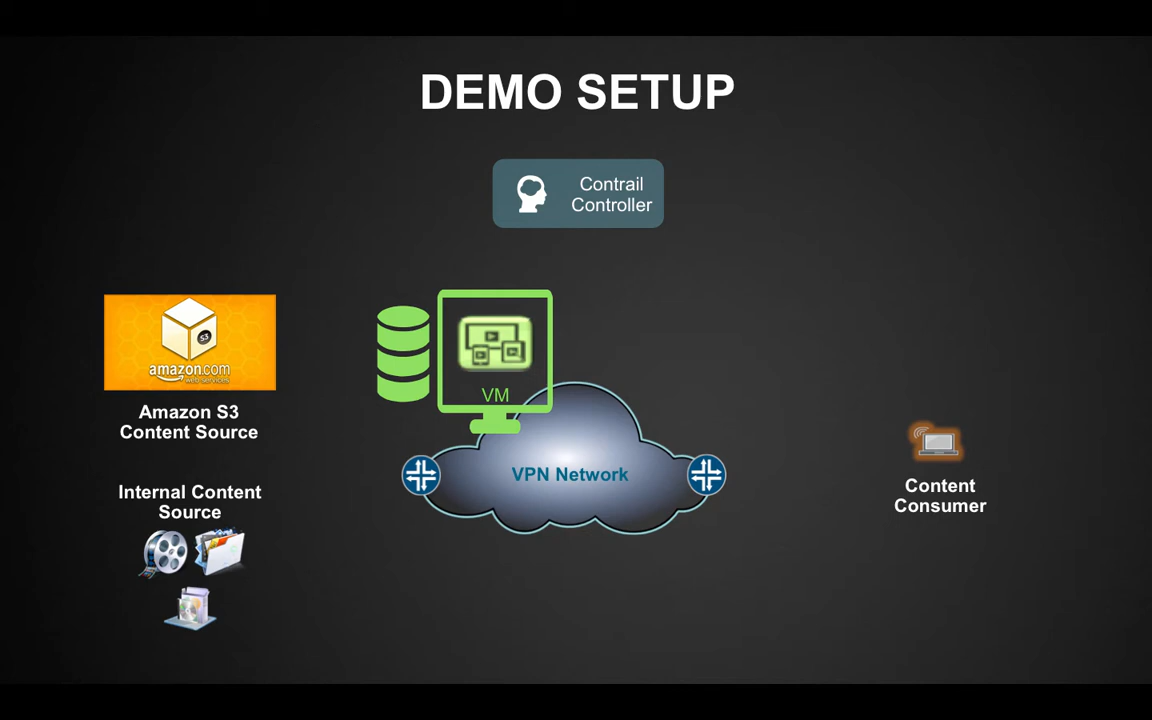 DEMO SETUP
Contrail
Controller
S3
amazon.com
web services
VM
Amazon S3
Content Source
VPN Network
Internal Content
Source
Content
Consumer